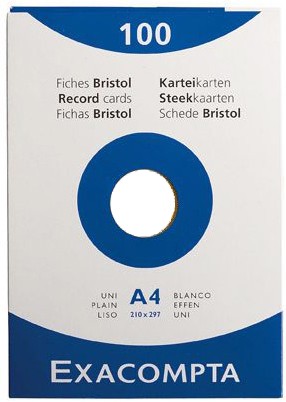 100
Fiches Bristol
Record cards
Fichas Bristol
Karteikarten
Steekkaarten
Schede Bristol
UNI
PLAIN
LISO
A4
210 x 297
BLANCO
EFFEN
UNI
EXACOMPTA